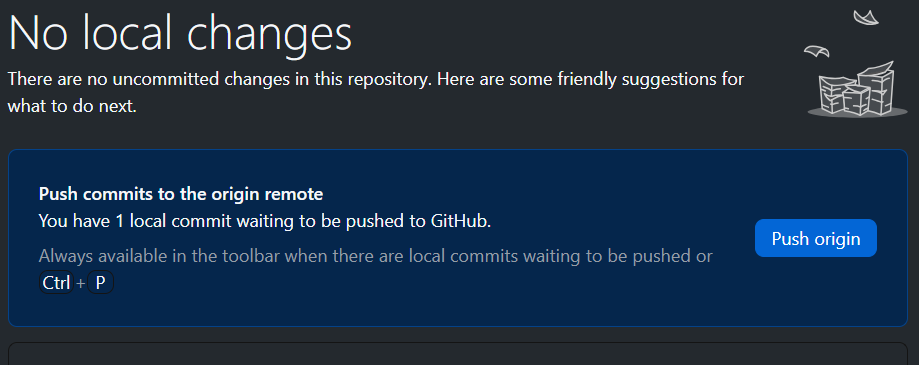 No local changes
There are no uncommitted changes in this repository. Here are some friendly suggestions for
what to do next.
Push commits to the origin remote
You have 1 local commit waiting to be pushed to GitHub.
Push origin
Always available in the toolbar when there are local commits waiting to be pushed or
Ctrl + P